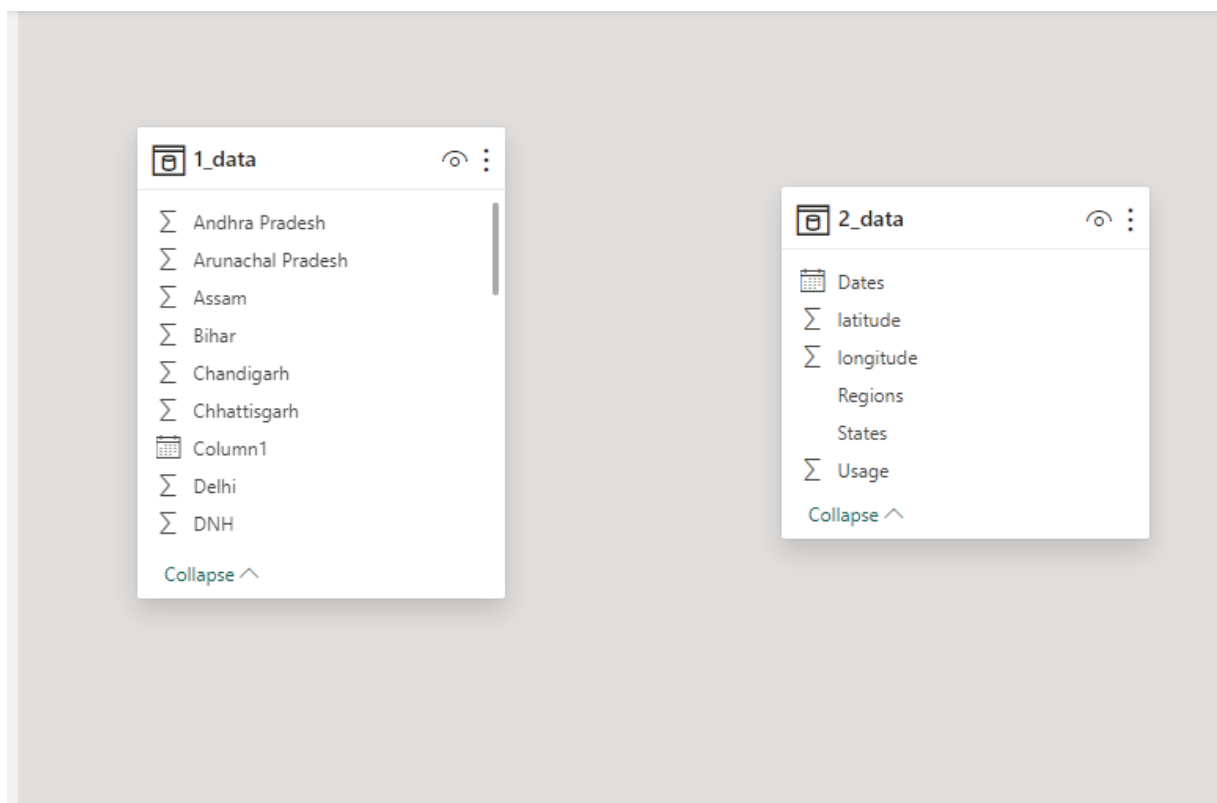 1_data
Andhra Pradesh
Arunachal Pradesh
Assam
Bihar
Chandigarh
Chhattisgarh
Column1
Delhi
DNH
Collapse
2_data
Dates
latitude
longitude
Regions
States
Usage
Collapse